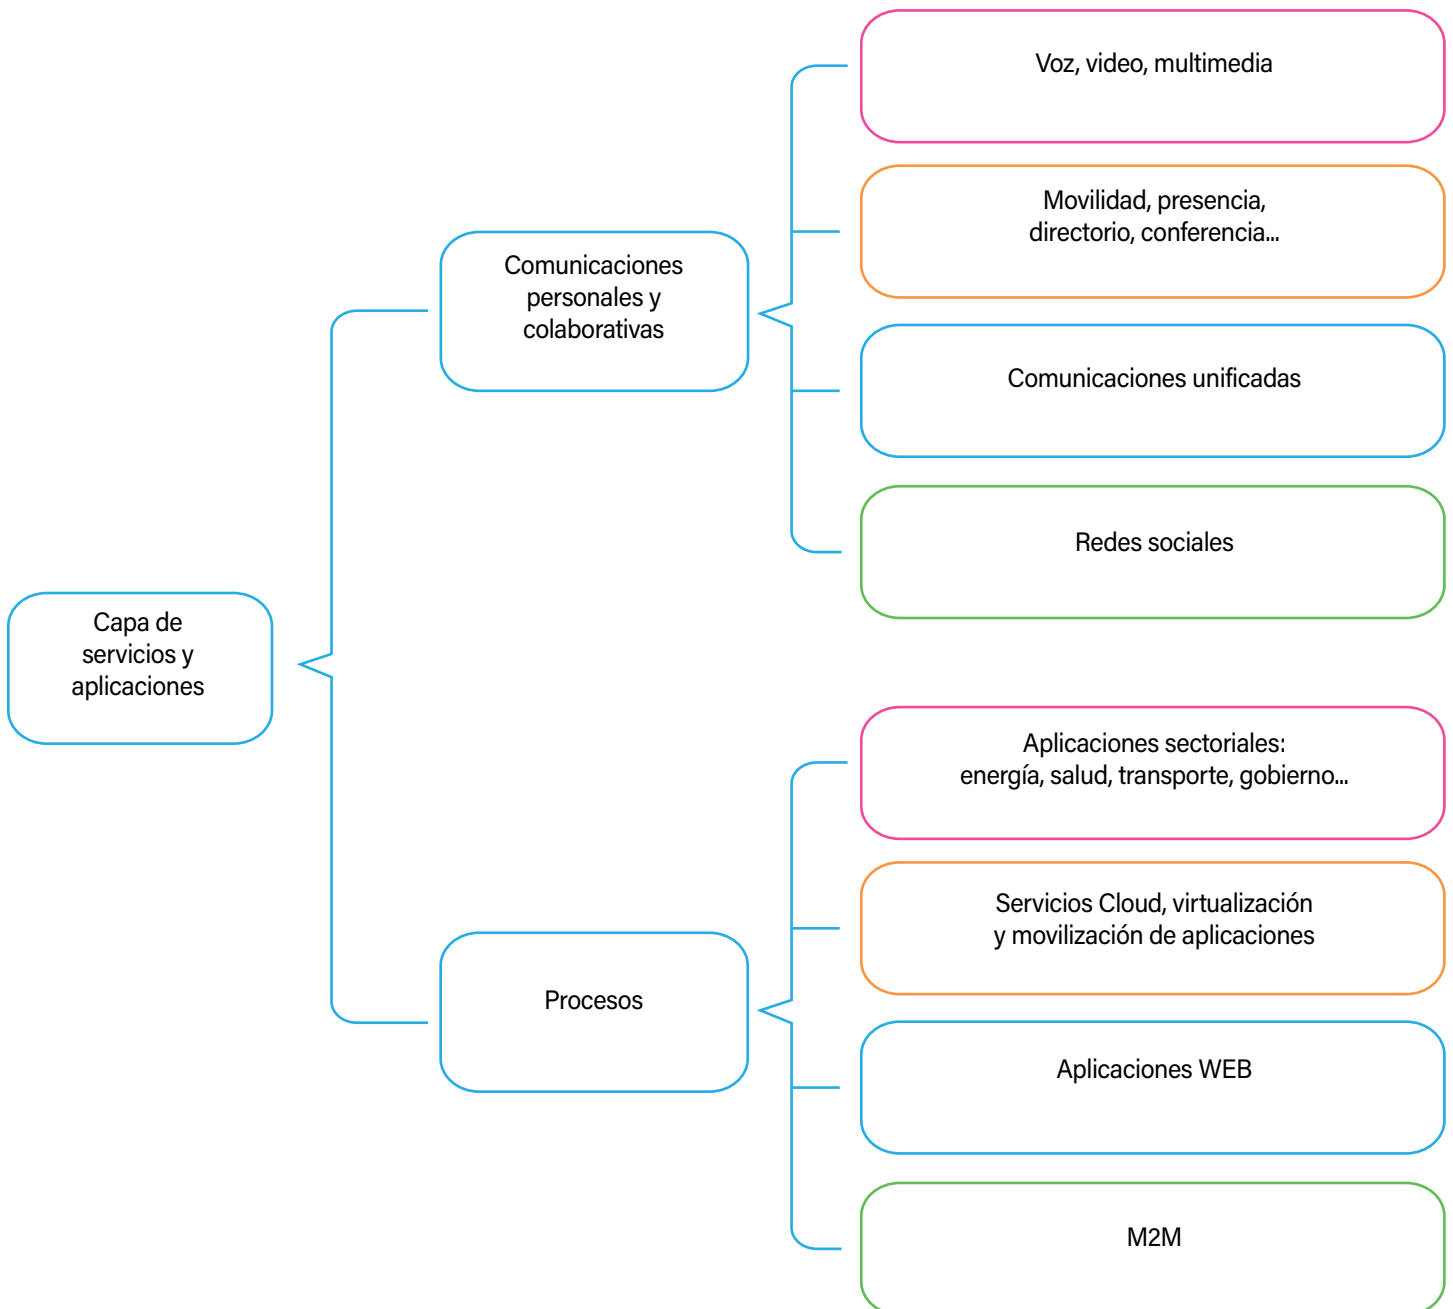 Capa de
servicios y
aplicaciones
Comunicaciones
personales y
colaborativas
Voz, video, multimedia
Movilidad, presencia,
directorio, conferencia...
Comunicaciones unificadas
Redes sociales
Procesos
Aplicaciones sectoriales:
energía, salud, transporte, gobierno...
Servicios Cloud, virtualización
y movilización de aplicaciones
Aplicaciones WEB
M2M